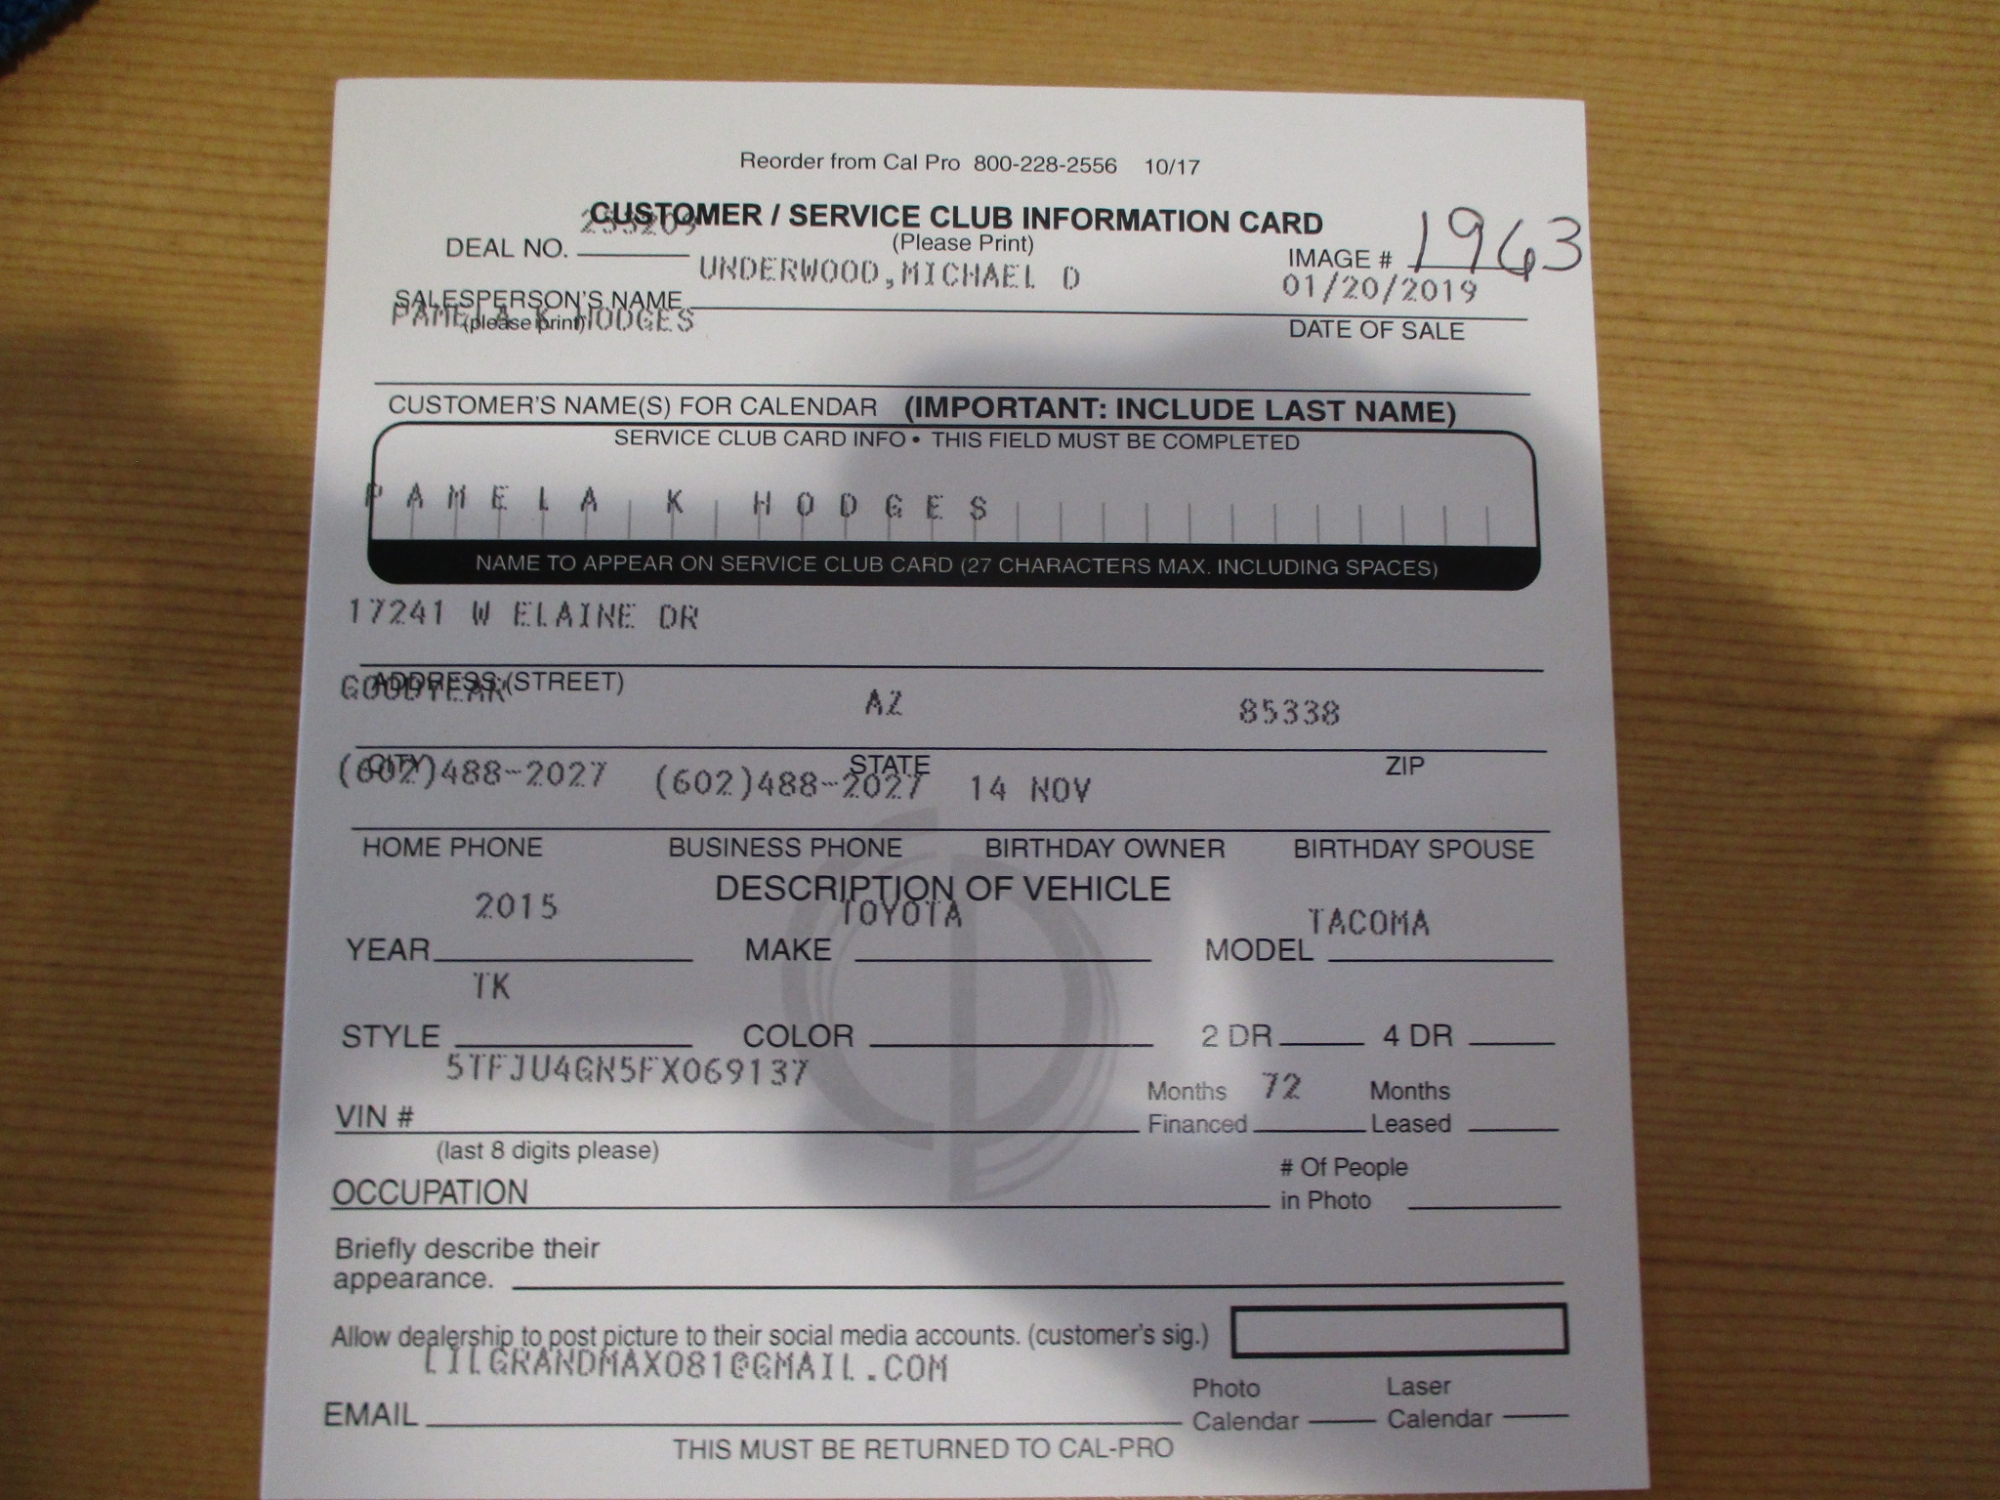 Reorder from Cal Pro 800-228-2556 10/17
CUSTOMER / SERVICE CLUB INFORMATION CARD
(Please Print)
DEAL NO. 253209
IMAGE # 1963
UNDERWOOD,MICHAEL D
01/20/2019
SALESPERSON'S NAME
(please print)
DATE OF SALE
PAMELA K HODGES
CUSTOMER'S NAME(S) FOR CALENDAR (IMPORTANT: INCLUDE LAST NAME)
SERVICE CLUB CARD INFO • THIS FIELD MUST BE COMPLETED
PAMELA K HODGES
NAME TO APPEAR ON SERVICE CLUB CARD (27 CHARACTERS MAX. INCLUDING SPACES)
17241 W ELAINE DR
ADDRESS (STREET)
GOODYEAR AZ 85338
CITY STATE ZIP
(602)488-2027 (602)488-2027 14 NOV
HOME PHONE BUSINESS PHONE BIRTHDAY OWNER BIRTHDAY SPOUSE
DESCRIPTION OF VEHICLE
2015 TOYOTA TACOMA
YEAR MAKE MODEL
TK
STYLE COLOR 2 DR 4 DR
5TFJU4GN5FX069137
VIN # Months Financed 72 Months Leased
(last 8 digits please)
OCCUPATION # Of People in Photo
Briefly describe their
appearance.
Allow dealership to post picture to their social media accounts. (customer's sig.)
LILGRANDMAX081@GMAIL.COM
EMAIL Photo Calendar Laser Calendar
THIS MUST BE RETURNED TO CAL-PRO